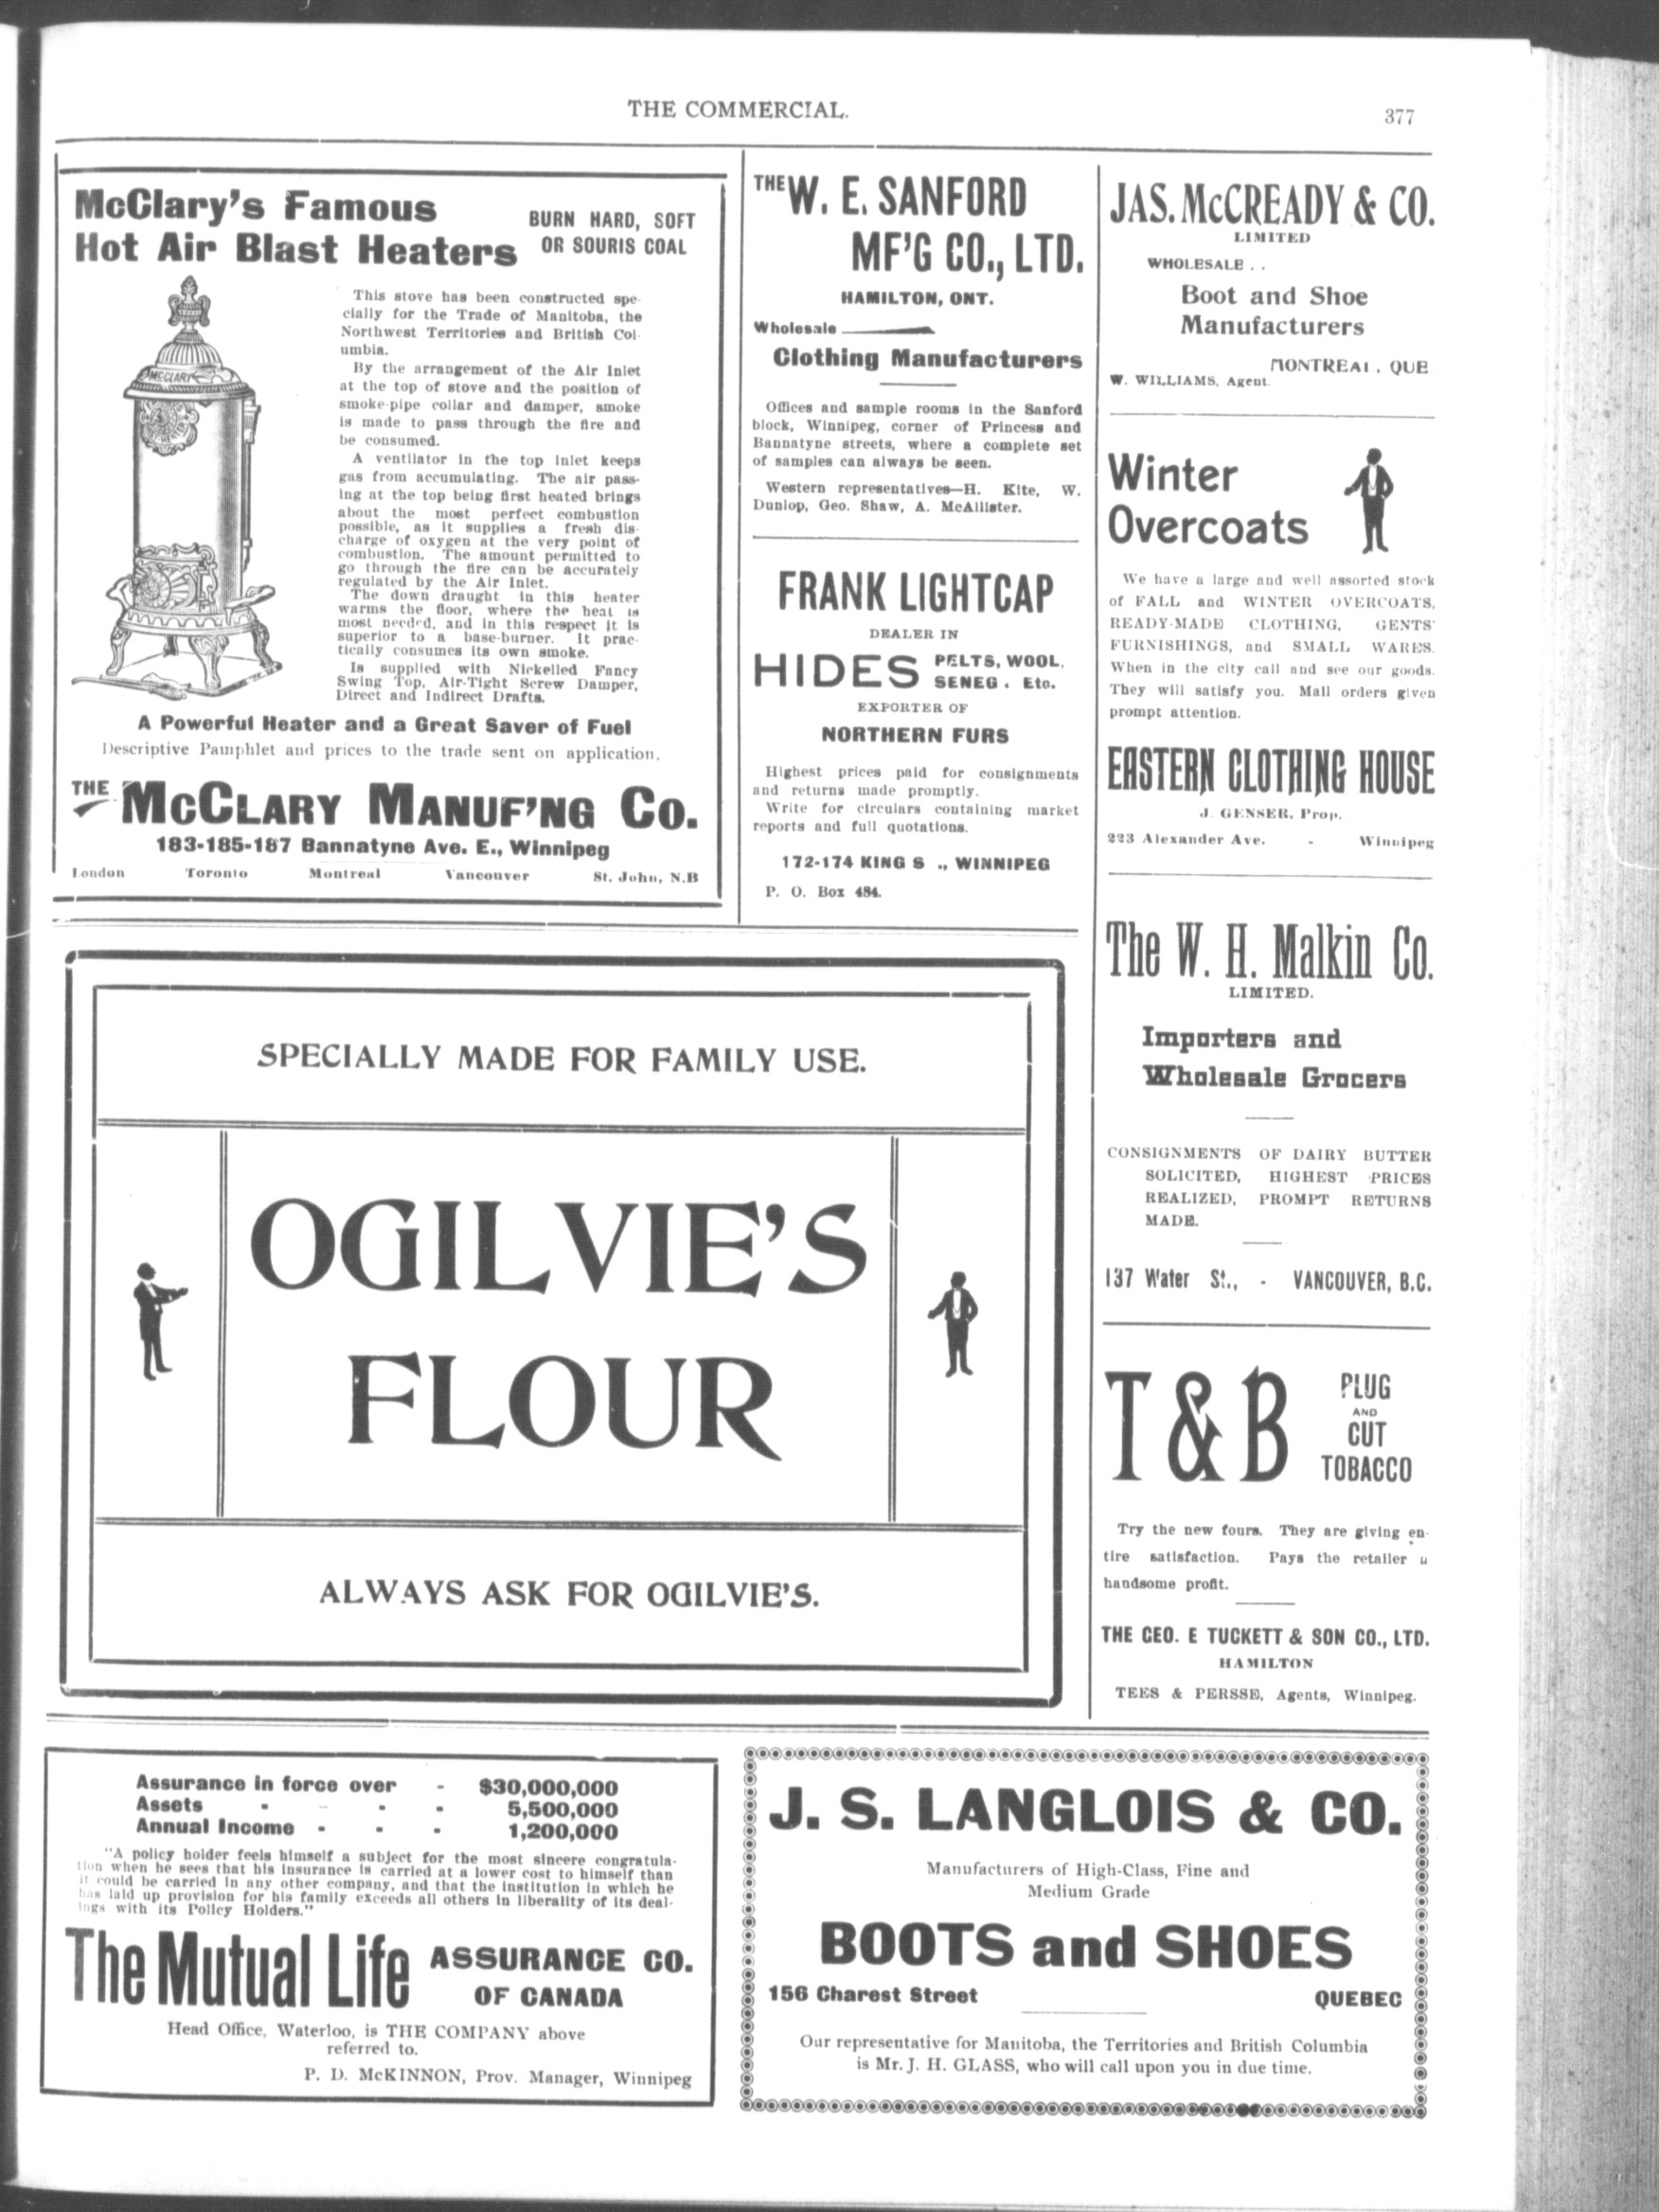 THE COMMERCIAL.
377
McClary's Famous
Hot Air Blast Heaters
BURN HARD, SOFT
OR SOURIS COAL
McCLARY
This stove has been constructed spe-
cially for the Trade of Manitoba, the
Northwest Territories and British Col-
umbia.
By the arrangement of the Air Inlet
at the top of stove and the position of
smoke-pipe collar and damper, smoke
is made to pass through the fire and
be consumed.
A ventilator in the top inlet keeps
gas from accumulating. The air pass-
ing at the top being first heated brings
about the most perfect combustion
possible, as it supplies a fresh dis-
charge of oxygen at the very point of
combustion. The amount permitted to
go through the fire can be accurately
regulated by the Air Inlet.
The down draught in this heater
warms the floor, where the heat is
most needed, and in this respect it is
superior to a base-burner. It prac-
tically consumes its own smoke.
Is supplied with Nickelled Fancy
Swing Top, Air-Tight Screw Damper,
Direct and Indirect Drafts.
A Powerful Heater and a Great Saver of Fuel
Descriptive Pamphlet and prices to the trade sent on application.
THE McCLARY MANUF'NG Co.
183-185-187 Bannatyne Ave. E., Winnipeg
London Toronto Montreal Vancouver St. John, N.B
THE W. E. SANFORD
MF'G CO., LTD.
HAMILTON, ONT.
Wholesale
Clothing Manufacturers
Offices and sample rooms in the Sanford
block, Winnipeg, corner of Princess and
Bannatyne streets, where a complete set
of samples can always be seen.
Western representatives—H. Kite, W.
Dunlop, Geo. Shaw, A. McAllister.
FRANK LIGHTCAP
DEALER IN
HIDES
PELTS, WOOL,
SENEG . Etc.
EXPORTER OF
NORTHERN FURS
Highest prices paid for consignments
and returns made promptly.
Write for circulars containing market
reports and full quotations.
172-174 KING S ., WINNIPEG
P. O. Box 484.
JAS. McCREADY & CO.
LIMITED
WHOLESALE . .
Boot and Shoe
Manufacturers
MONTREAL, QUE
W. WILLIAMS, Agent.
Winter
Overcoats
We have a large and well assorted stock
of FALL and WINTER OVERCOATS,
READY-MADE CLOTHING, GENTS'
FURNISHINGS, and SMALL WARES.
When in the city call and see our goods.
They will satisfy you. Mail orders given
prompt attention.
EASTERN CLOTHING HOUSE
J. GENSER, Prop.
223 Alexander Ave. - Winnipeg
The W. H. Malkin Co.
LIMITED.
Importers and
Wholesale Grocers
CONSIGNMENTS OF DAIRY BUTTER
SOLICITED, HIGHEST PRICES
REALIZED, PROMPT RETURNS
MADE.
137 Water St., - VANCOUVER, B.C.
T & B
PLUG
AND
CUT
TOBACCO
Try the new fours. They are giving en-
tire satisfaction. Pays the retailer a
handsome profit.
THE GEO. E TUCKETT & SON CO., LTD.
HAMILTON
TEES & PERSSE, Agents, Winnipeg.
SPECIALLY MADE FOR FAMILY USE.
OGILVIE'S
FLOUR
ALWAYS ASK FOR OGILVIE'S.
Assurance in force over - $30,000,000
Assets - - - - 5,500,000
Annual Income - - - 1,200,000
"A policy holder feels himself a subject for the most sincere congratula-
tion when he sees that his insurance is carried at a lower cost to himself than
it could be carried in any other company, and that the institution in which he
has laid up provision for his family exceeds all others in liberality of its deal-
ings with its Policy Holders."
The Mutual Life ASSURANCE CO.
OF CANADA
Head Office, Waterloo, is THE COMPANY above
referred to.
P. D. McKINNON, Prov. Manager, Winnipeg
J. S. LANGLOIS & CO.
Manufacturers of High-Class, Fine and
Medium Grade
BOOTS and SHOES
156 Charest Street QUEBEC
Our representative for Manitoba, the Territories and British Columbia
is Mr. J. H. GLASS, who will call upon you in due time.